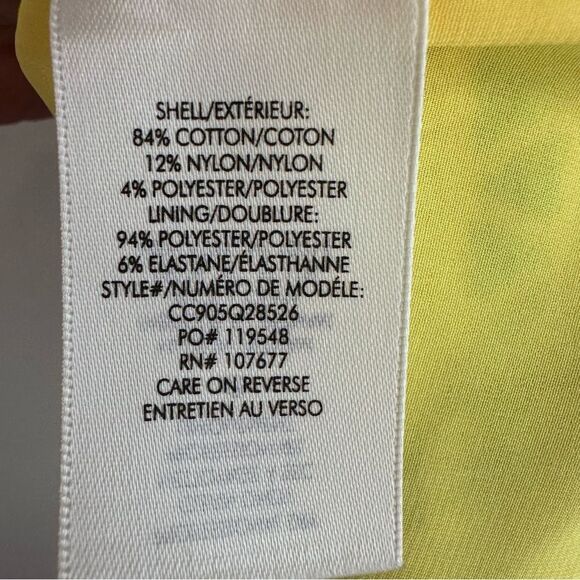 SHELL/EXTÉRIEUR:
84% COTTON/COTON
12% NYLON/NYLON
4% POLYESTER/POLYESTER
LINING/DOUBLURE:
94% POLYESTER/POLYESTER
6% ELASTANE/ÉLASTHANNE
STYLE#/NUMÉRO DE MODÉLE:
CC905Q28526
PO# 119548
RN# 107677
CARE ON REVERSE
ENTRETIEN AU VERSO